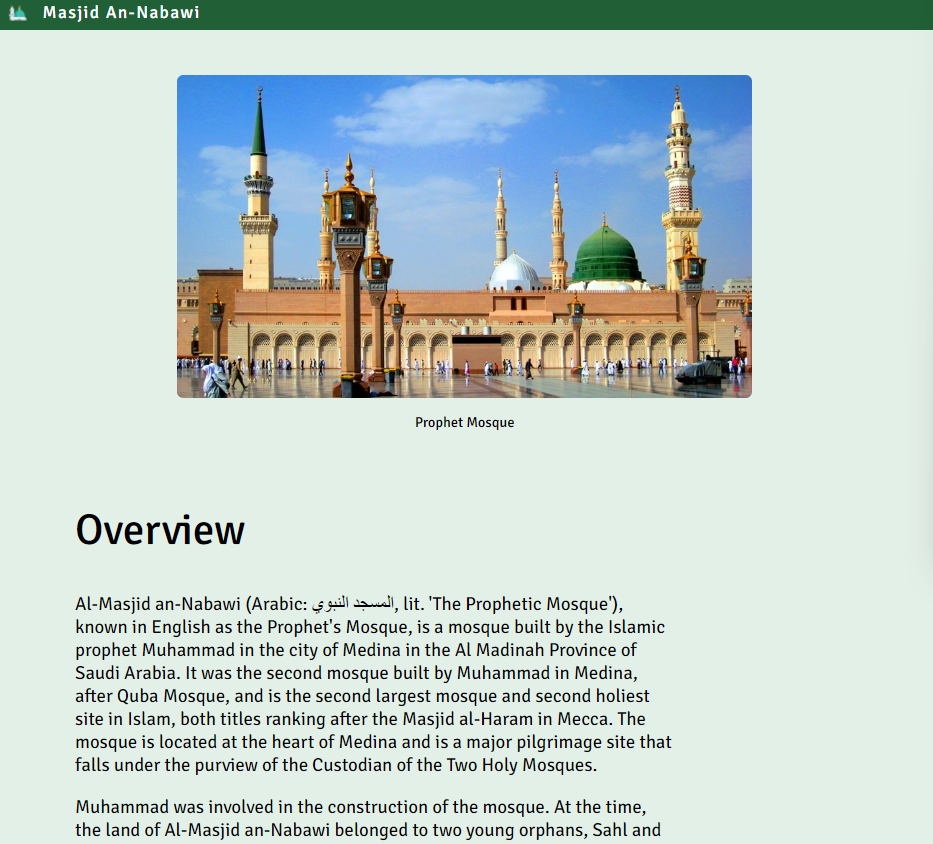 Masjid An-Nabawi
Prophet Mosque
Overview
Al-Masjid an-Nabawi (Arabic: المسجد النبوي, lit. 'The Prophetic Mosque'),
known in English as the Prophet's Mosque, is a mosque built by the Islamic
prophet Muhammad in the city of Medina in the Al Madinah Province of
Saudi Arabia. It was the second mosque built by Muhammad in Medina,
after Quba Mosque, and is the second largest mosque and second holiest
site in Islam, both titles ranking after the Masjid al-Haram in Mecca. The
mosque is located at the heart of Medina and is a major pilgrimage site that
falls under the purview of the Custodian of the Two Holy Mosques.
Muhammad was involved in the construction of the mosque. At the time,
the land of Al-Masjid an-Nabawi belonged to two young orphans, Sahl and